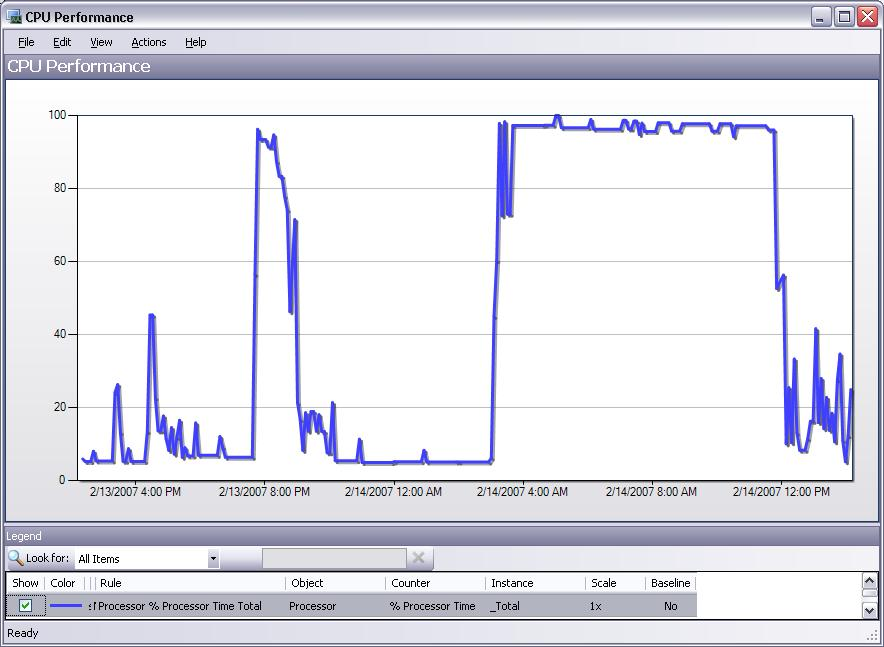 CPU Performance
File Edit View Actions Help
CPU Performance
100
80
60
40
20
0
2/13/2007 4:00 PM 2/13/2007 8:00 PM 2/14/2007 12:00 AM 2/14/2007 4:00 AM 2/14/2007 8:00 AM 2/14/2007 12:00 PM
Legend
Look for: All Items
Show Color Rule Object Counter Instance Scale Baseline
Processor % Processor Time Total Processor % Processor Time _Total 1x No
Ready